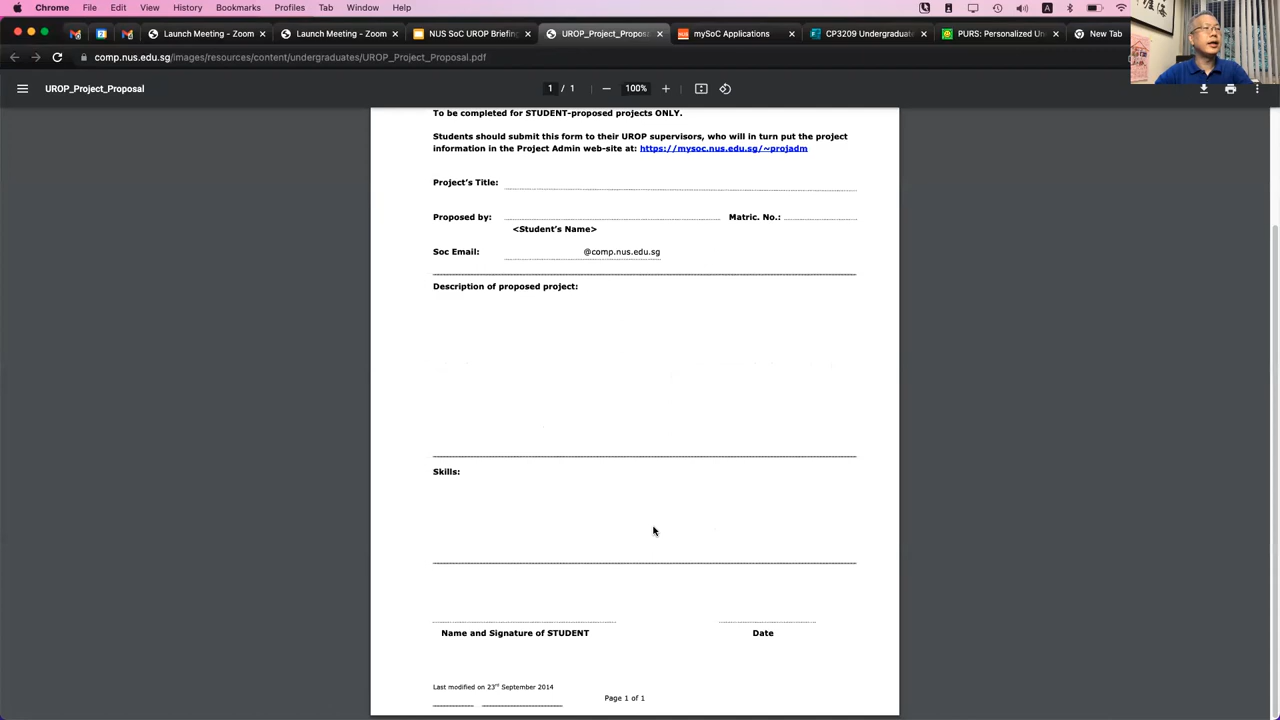 Chrome File Edit View History Bookmarks Profiles Tab Window Help
Launch Meeting - Zoom
Launch Meeting - Zoom
NUS SoC UROP Briefing
UROP_Project_Proposa
mySoC Applications
CP3209 Undergraduate
PURS: Personalized Un
New Tab
comp.nus.edu.sg/images/resources/content/undergraduates/UROP_Project_Proposal.pdf
UROP_Project_Proposal
1 / 1
100%
To be completed for STUDENT-proposed projects ONLY.
Students should submit this form to their UROP supervisors, who will in turn put the project
information in the Project Admin web-site at: https://mysoc.nus.edu.sg/~projadm
Project's Title:
Proposed by:
Matric. No.:
<Student's Name>
Soc Email:
@comp.nus.edu.sg
Description of proposed project:
Skills:
Name and Signature of STUDENT
Date
Last modified on 23rd September 2014
Page 1 of 1